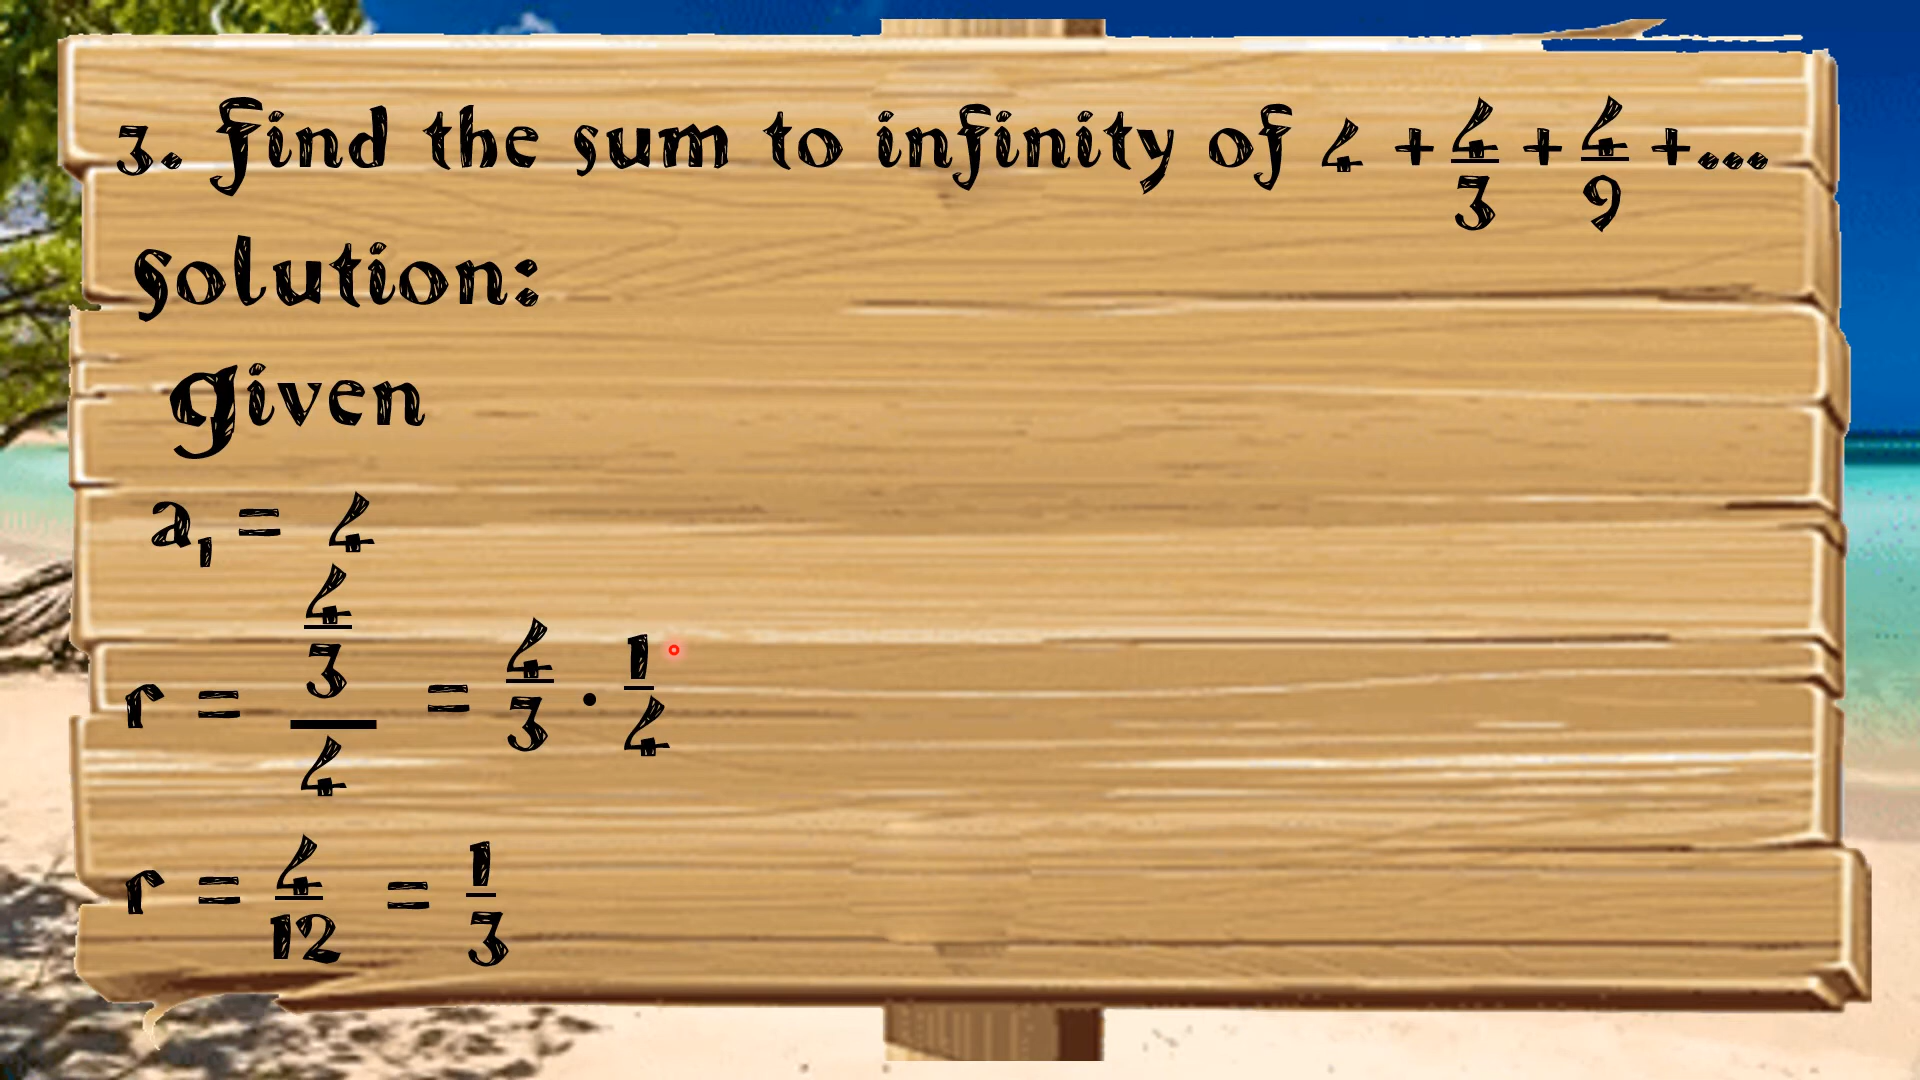 3. Find the sum to infinity of 4 + 4/3 + 4/9 +...
Solution:
Given
a₁ = 4
r = (4/3)/4 = 4/3 · 1/4
r = 4/12 = 1/3